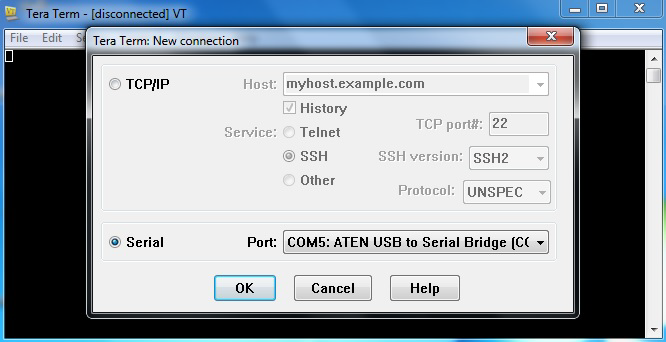 Tera Term - [disconnected] VT
File Edit
Tera Term: New connection
TCP/IP Host: myhost.example.com
History
Service: Telnet TCP port#: 22
SSH SSH version: SSH2
Other Protocol: UNSPEC
Serial Port: COM5: ATEN USB to Serial Bridge (CO
OK Cancel Help